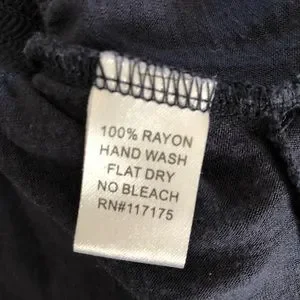 100% RAYON
HAND WASH
FLAT DRY
NO BLEACH
RN#117175